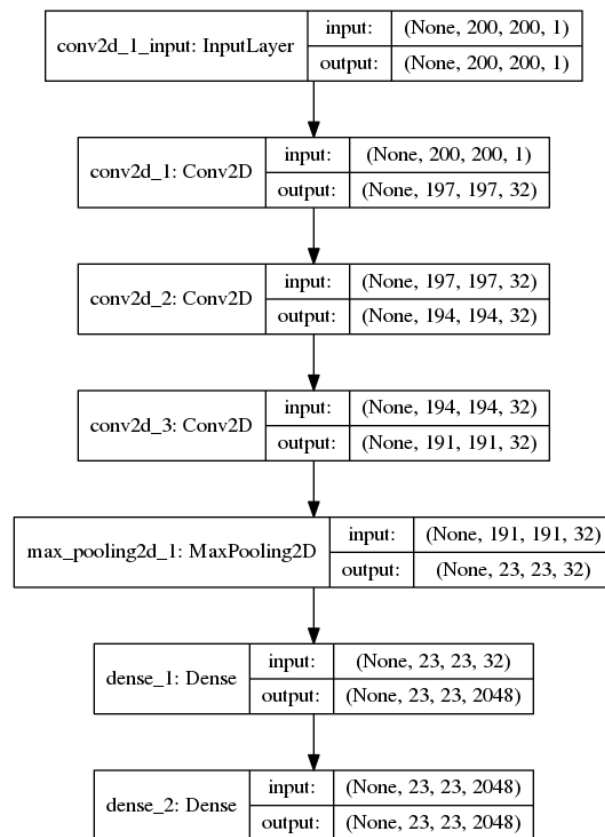 conv2d_1_input: InputLayer
input: (None, 200, 200, 1)
output: (None, 200, 200, 1)
conv2d_1: Conv2D
input: (None, 200, 200, 1)
output: (None, 197, 197, 32)
conv2d_2: Conv2D
input: (None, 197, 197, 32)
output: (None, 194, 194, 32)
conv2d_3: Conv2D
input: (None, 194, 194, 32)
output: (None, 191, 191, 32)
max_pooling2d_1: MaxPooling2D
input: (None, 191, 191, 32)
output: (None, 23, 23, 32)
dense_1: Dense
input: (None, 23, 23, 32)
output: (None, 23, 23, 2048)
dense_2: Dense
input: (None, 23, 23, 2048)
output: (None, 23, 23, 2048)